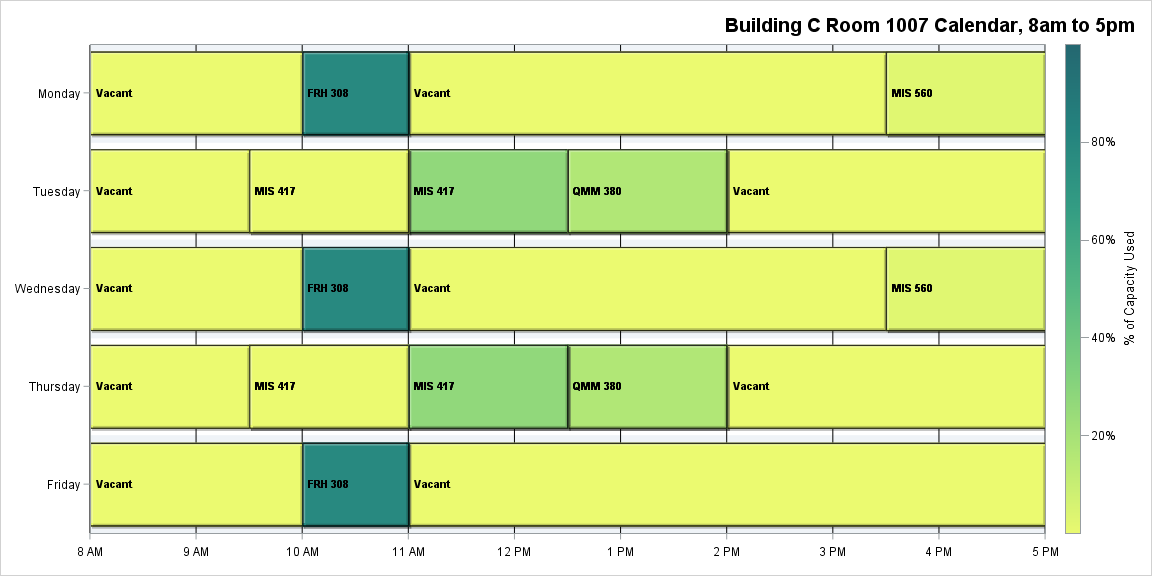 Building C Room 1007 Calendar, 8am to 5pm
Monday
Vacant
FRH 308
Vacant
MIS 560
Tuesday
Vacant
MIS 417
MIS 417
QMM 380
Vacant
Wednesday
Vacant
FRH 308
Vacant
MIS 560
Thursday
Vacant
MIS 417
MIS 417
QMM 380
Vacant
Friday
Vacant
FRH 308
Vacant
8 AM
9 AM
10 AM
11 AM
12 PM
1 PM
2 PM
3 PM
4 PM
5 PM
80%
60%
40%
20%
% of Capacity Used